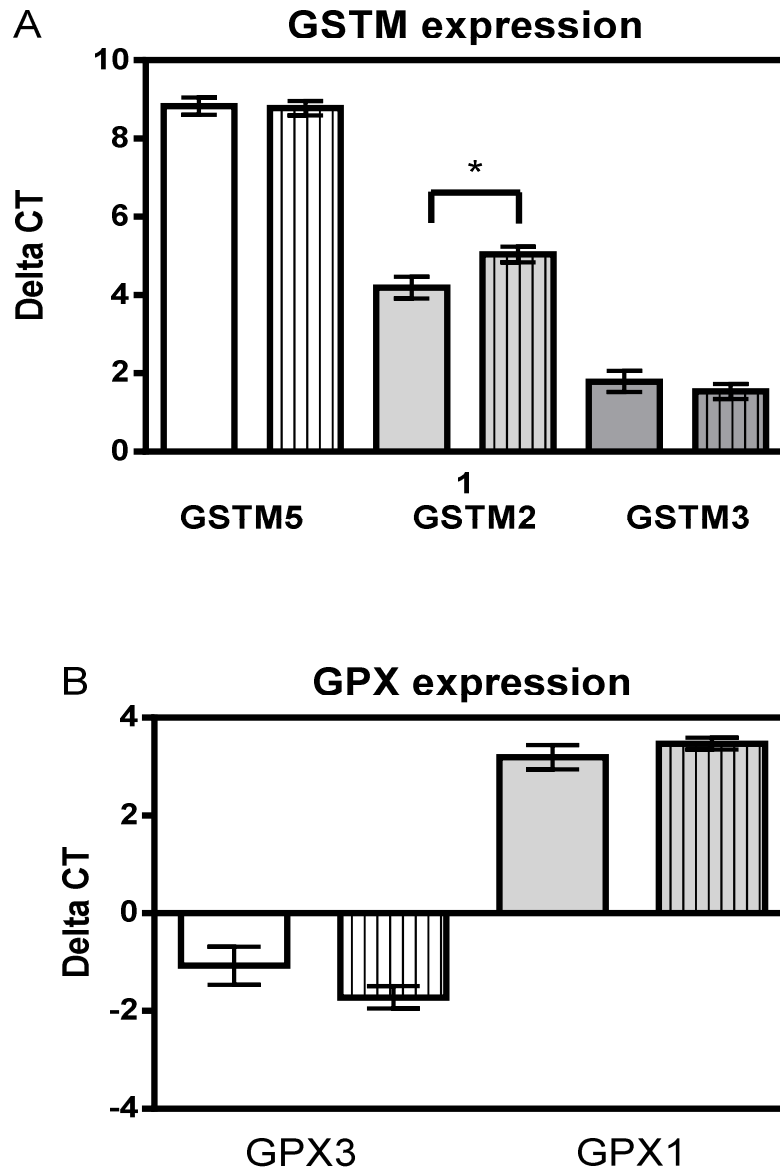 A
GSTM expression
Delta CT
10
8
6
4
2
0
*
1
GSTM5 GSTM2 GSTM3
B
GPX expression
Delta CT
4
2
0
-2
-4
GPX3 GPX1